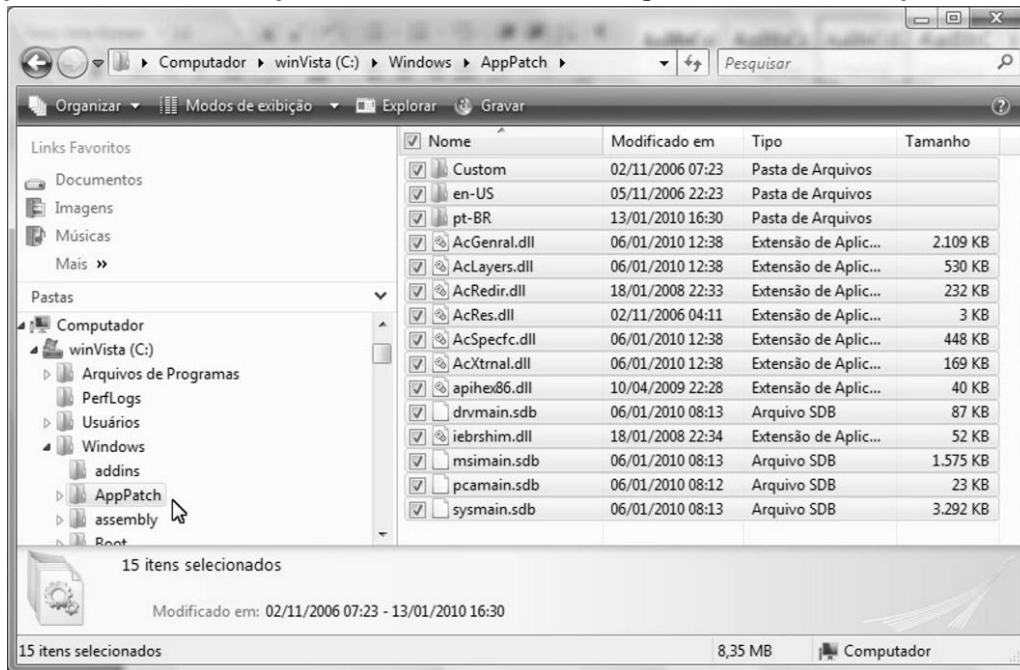 Computador winVista (C:) Windows AppPatch Pesquisar
Organizar Modos de exibição Explorar Gravar
Links Favoritos
Documentos
Imagens
Músicas
Mais »
Pastas
Computador
winVista (C:)
Arquivos de Programas
PerfLogs
Usuários
Windows
addins
AppPatch
assembly
Boot
Nome Modificado em Tipo Tamanho
Custom 02/11/2006 07:23 Pasta de Arquivos
en-US 05/11/2006 22:23 Pasta de Arquivos
pt-BR 13/01/2010 16:30 Pasta de Arquivos
AcGenral.dll 06/01/2010 12:38 Extensão de Aplic... 2.109 KB
AcLayers.dll 06/01/2010 12:38 Extensão de Aplic... 530 KB
AcRedir.dll 18/01/2008 22:33 Extensão de Aplic... 232 KB
AcRes.dll 02/11/2006 04:11 Extensão de Aplic... 3 KB
AcSpecfc.dll 06/01/2010 12:38 Extensão de Aplic... 448 KB
AcXtrnal.dll 06/01/2010 12:38 Extensão de Aplic... 169 KB
apihex86.dll 10/04/2009 22:28 Extensão de Aplic... 40 KB
drvmain.sdb 06/01/2010 08:13 Arquivo SDB 87 KB
iebrshim.dll 18/01/2008 22:34 Extensão de Aplic... 52 KB
msimain.sdb 06/01/2010 08:13 Arquivo SDB 1.575 KB
pcamain.sdb 06/01/2010 08:12 Arquivo SDB 23 KB
sysmain.sdb 06/01/2010 08:13 Arquivo SDB 3.292 KB
15 itens selecionados
Modificado em: 02/11/2006 07:23 - 13/01/2010 16:30
15 itens selecionados 8,35 MB Computador